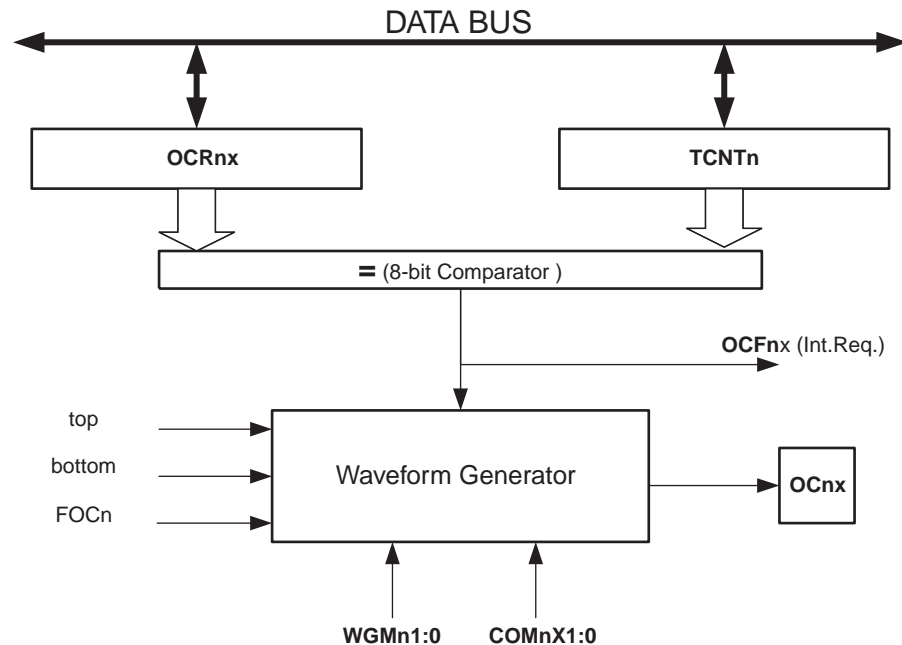 DATA BUS
OCRnx
TCNTn
= (8-bit Comparator )
OCFnx (Int.Req.)
top
bottom
FOCn
Waveform Generator
OCnx
WGMn1:0
COMnX1:0